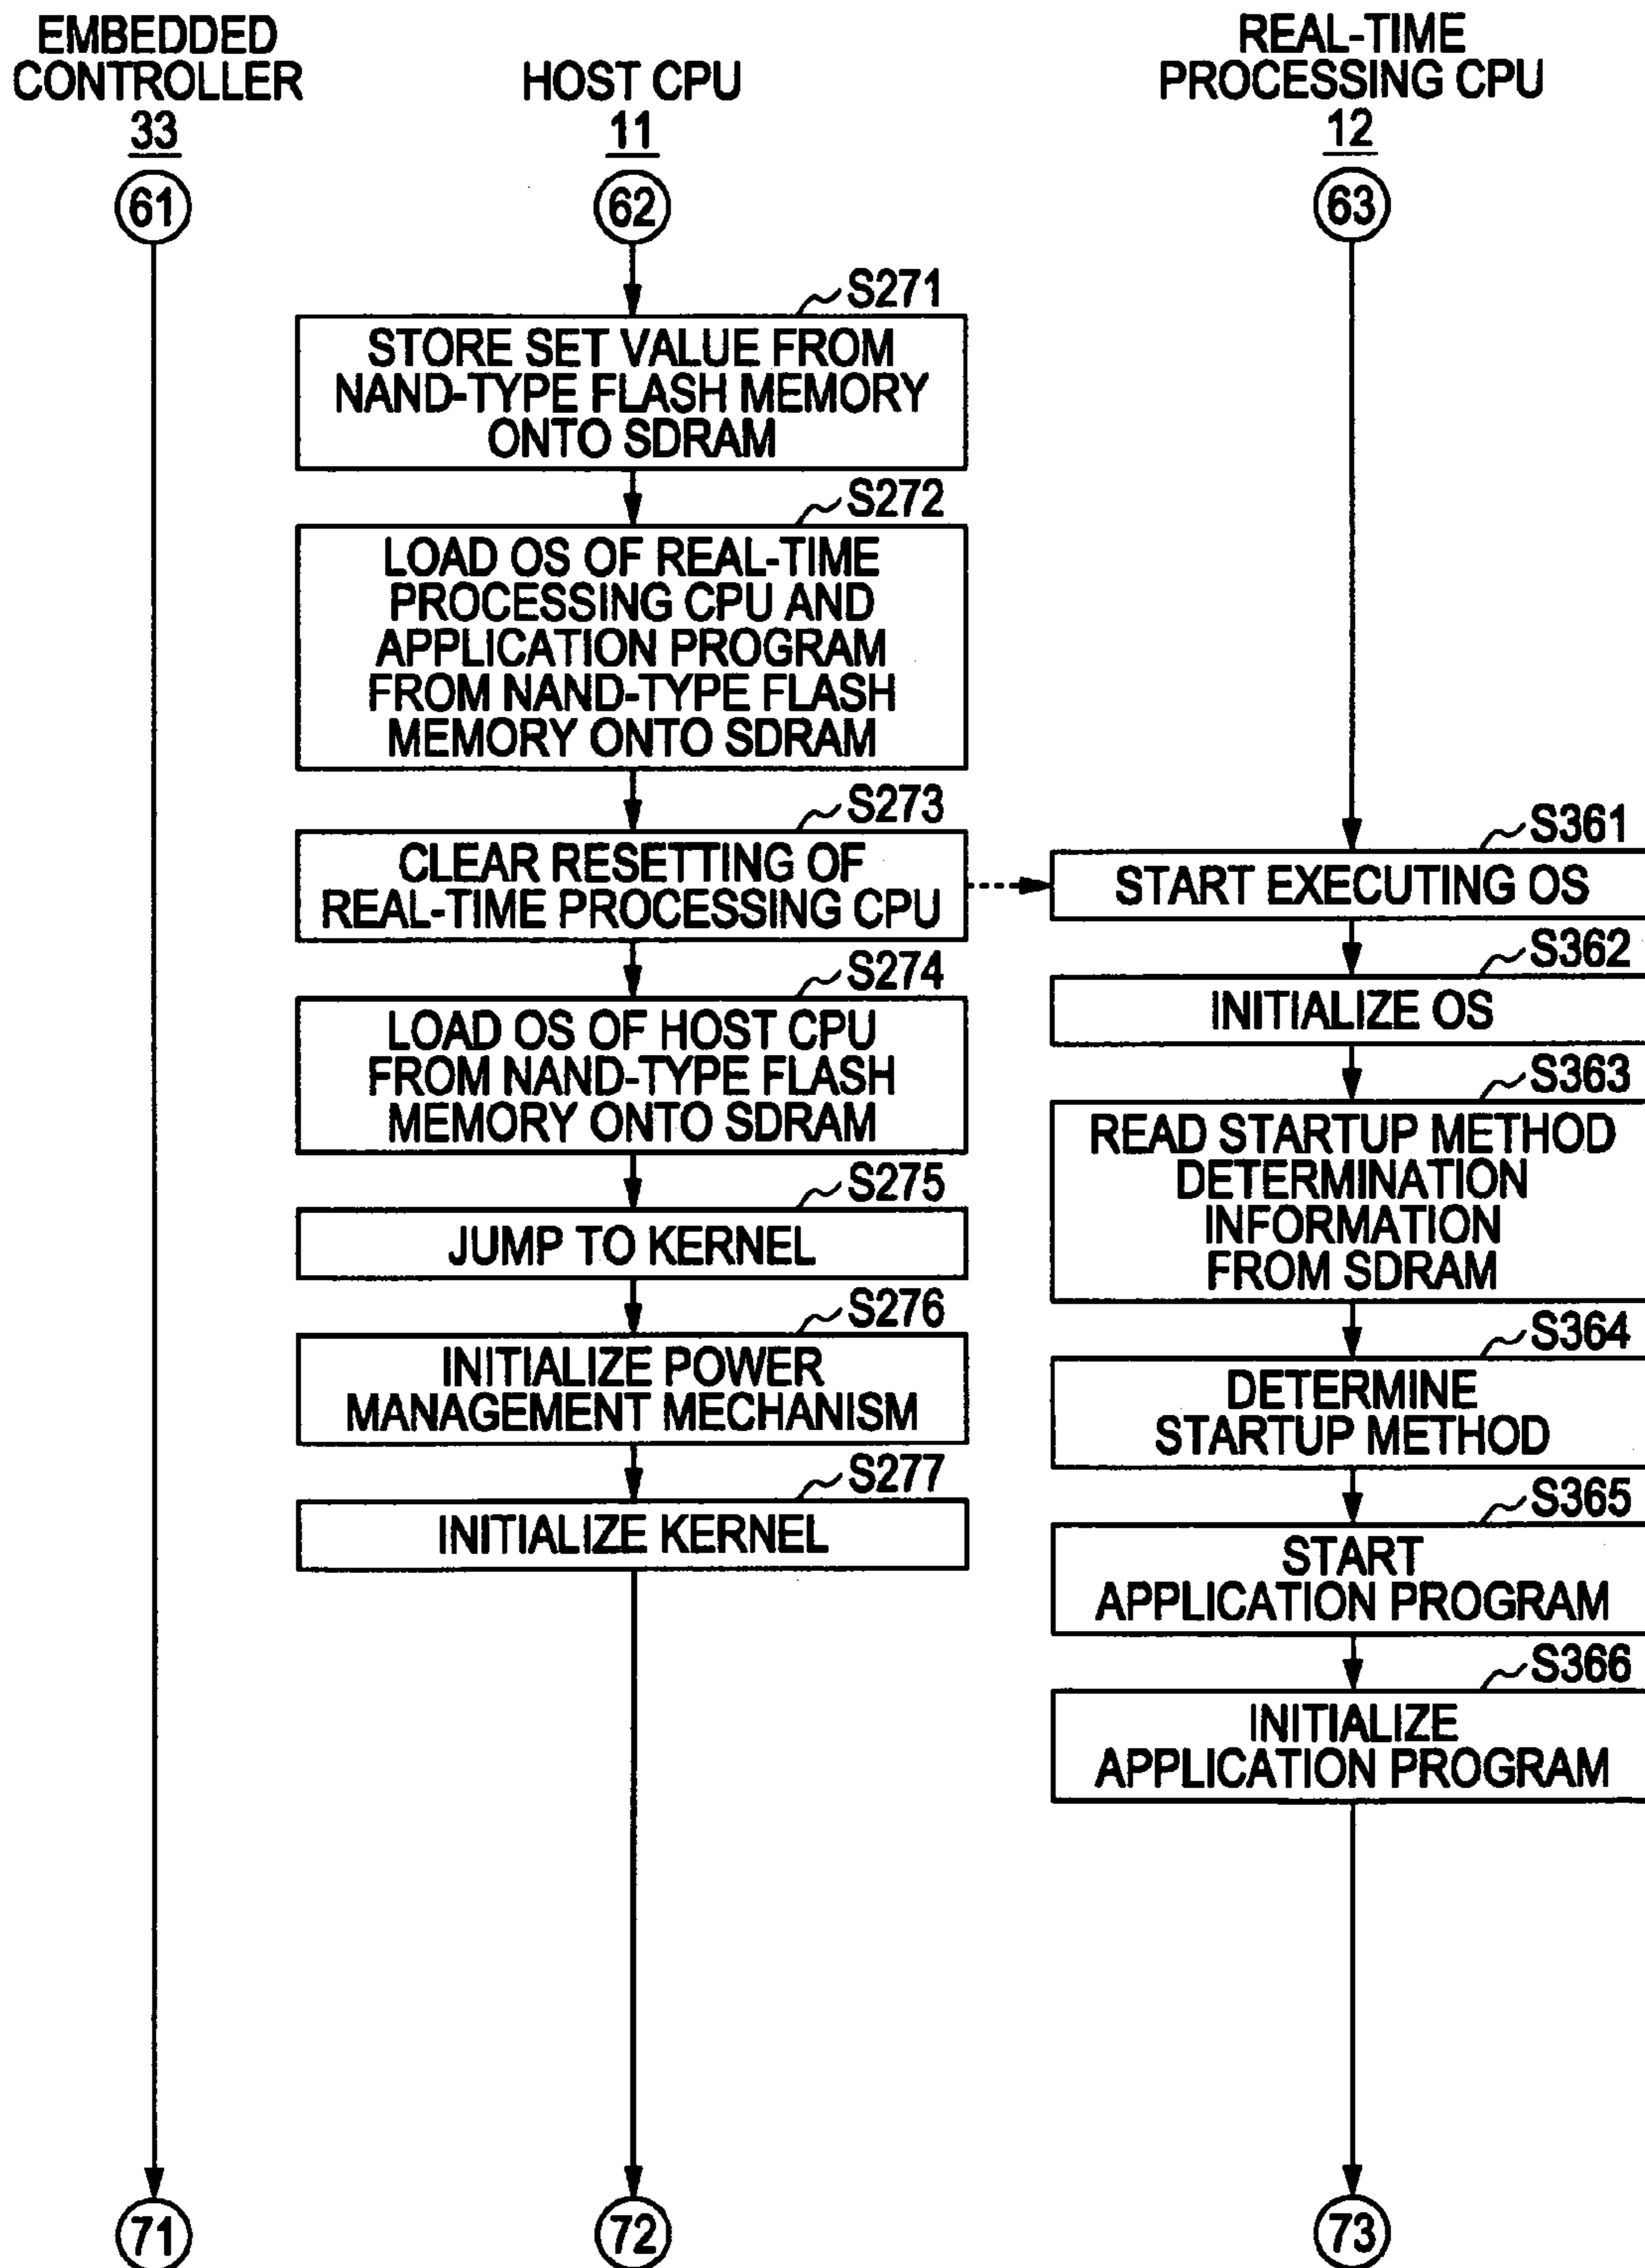 EMBEDDED
CONTROLLER
33
61
HOST CPU
11
62
REAL-TIME
PROCESSING CPU
12
63
S271
STORE SET VALUE FROM
NAND-TYPE FLASH MEMORY
ONTO SDRAM
S272
LOAD OS OF REAL-TIME
PROCESSING CPU AND
APPLICATION PROGRAM
FROM NAND-TYPE FLASH
MEMORY ONTO SDRAM
S273
CLEAR RESETTING OF
REAL-TIME PROCESSING CPU
S274
LOAD OS OF HOST CPU
FROM NAND-TYPE FLASH
MEMORY ONTO SDRAM
S275
JUMP TO KERNEL
S276
INITIALIZE POWER
MANAGEMENT MECHANISM
S277
INITIALIZE KERNEL
S361
START EXECUTING OS
S362
INITIALIZE OS
S363
READ STARTUP METHOD
DETERMINATION
INFORMATION
FROM SDRAM
S364
DETERMINE
STARTUP METHOD
S365
START
APPLICATION PROGRAM
S366
INITIALIZE
APPLICATION PROGRAM
71
72
73